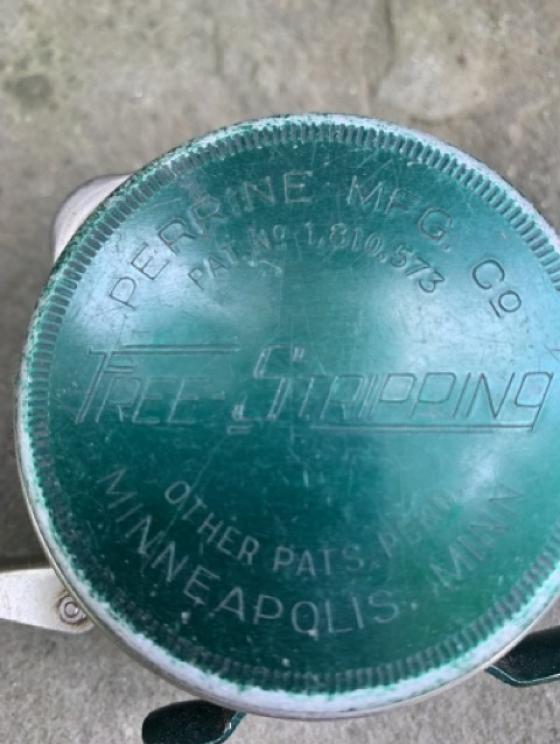 PERRINE MFG. Co
PAT. No 1,810,573
FREE-STRIPPING
OTHER PATS. PEND.
MINNEAPOLIS. MINN